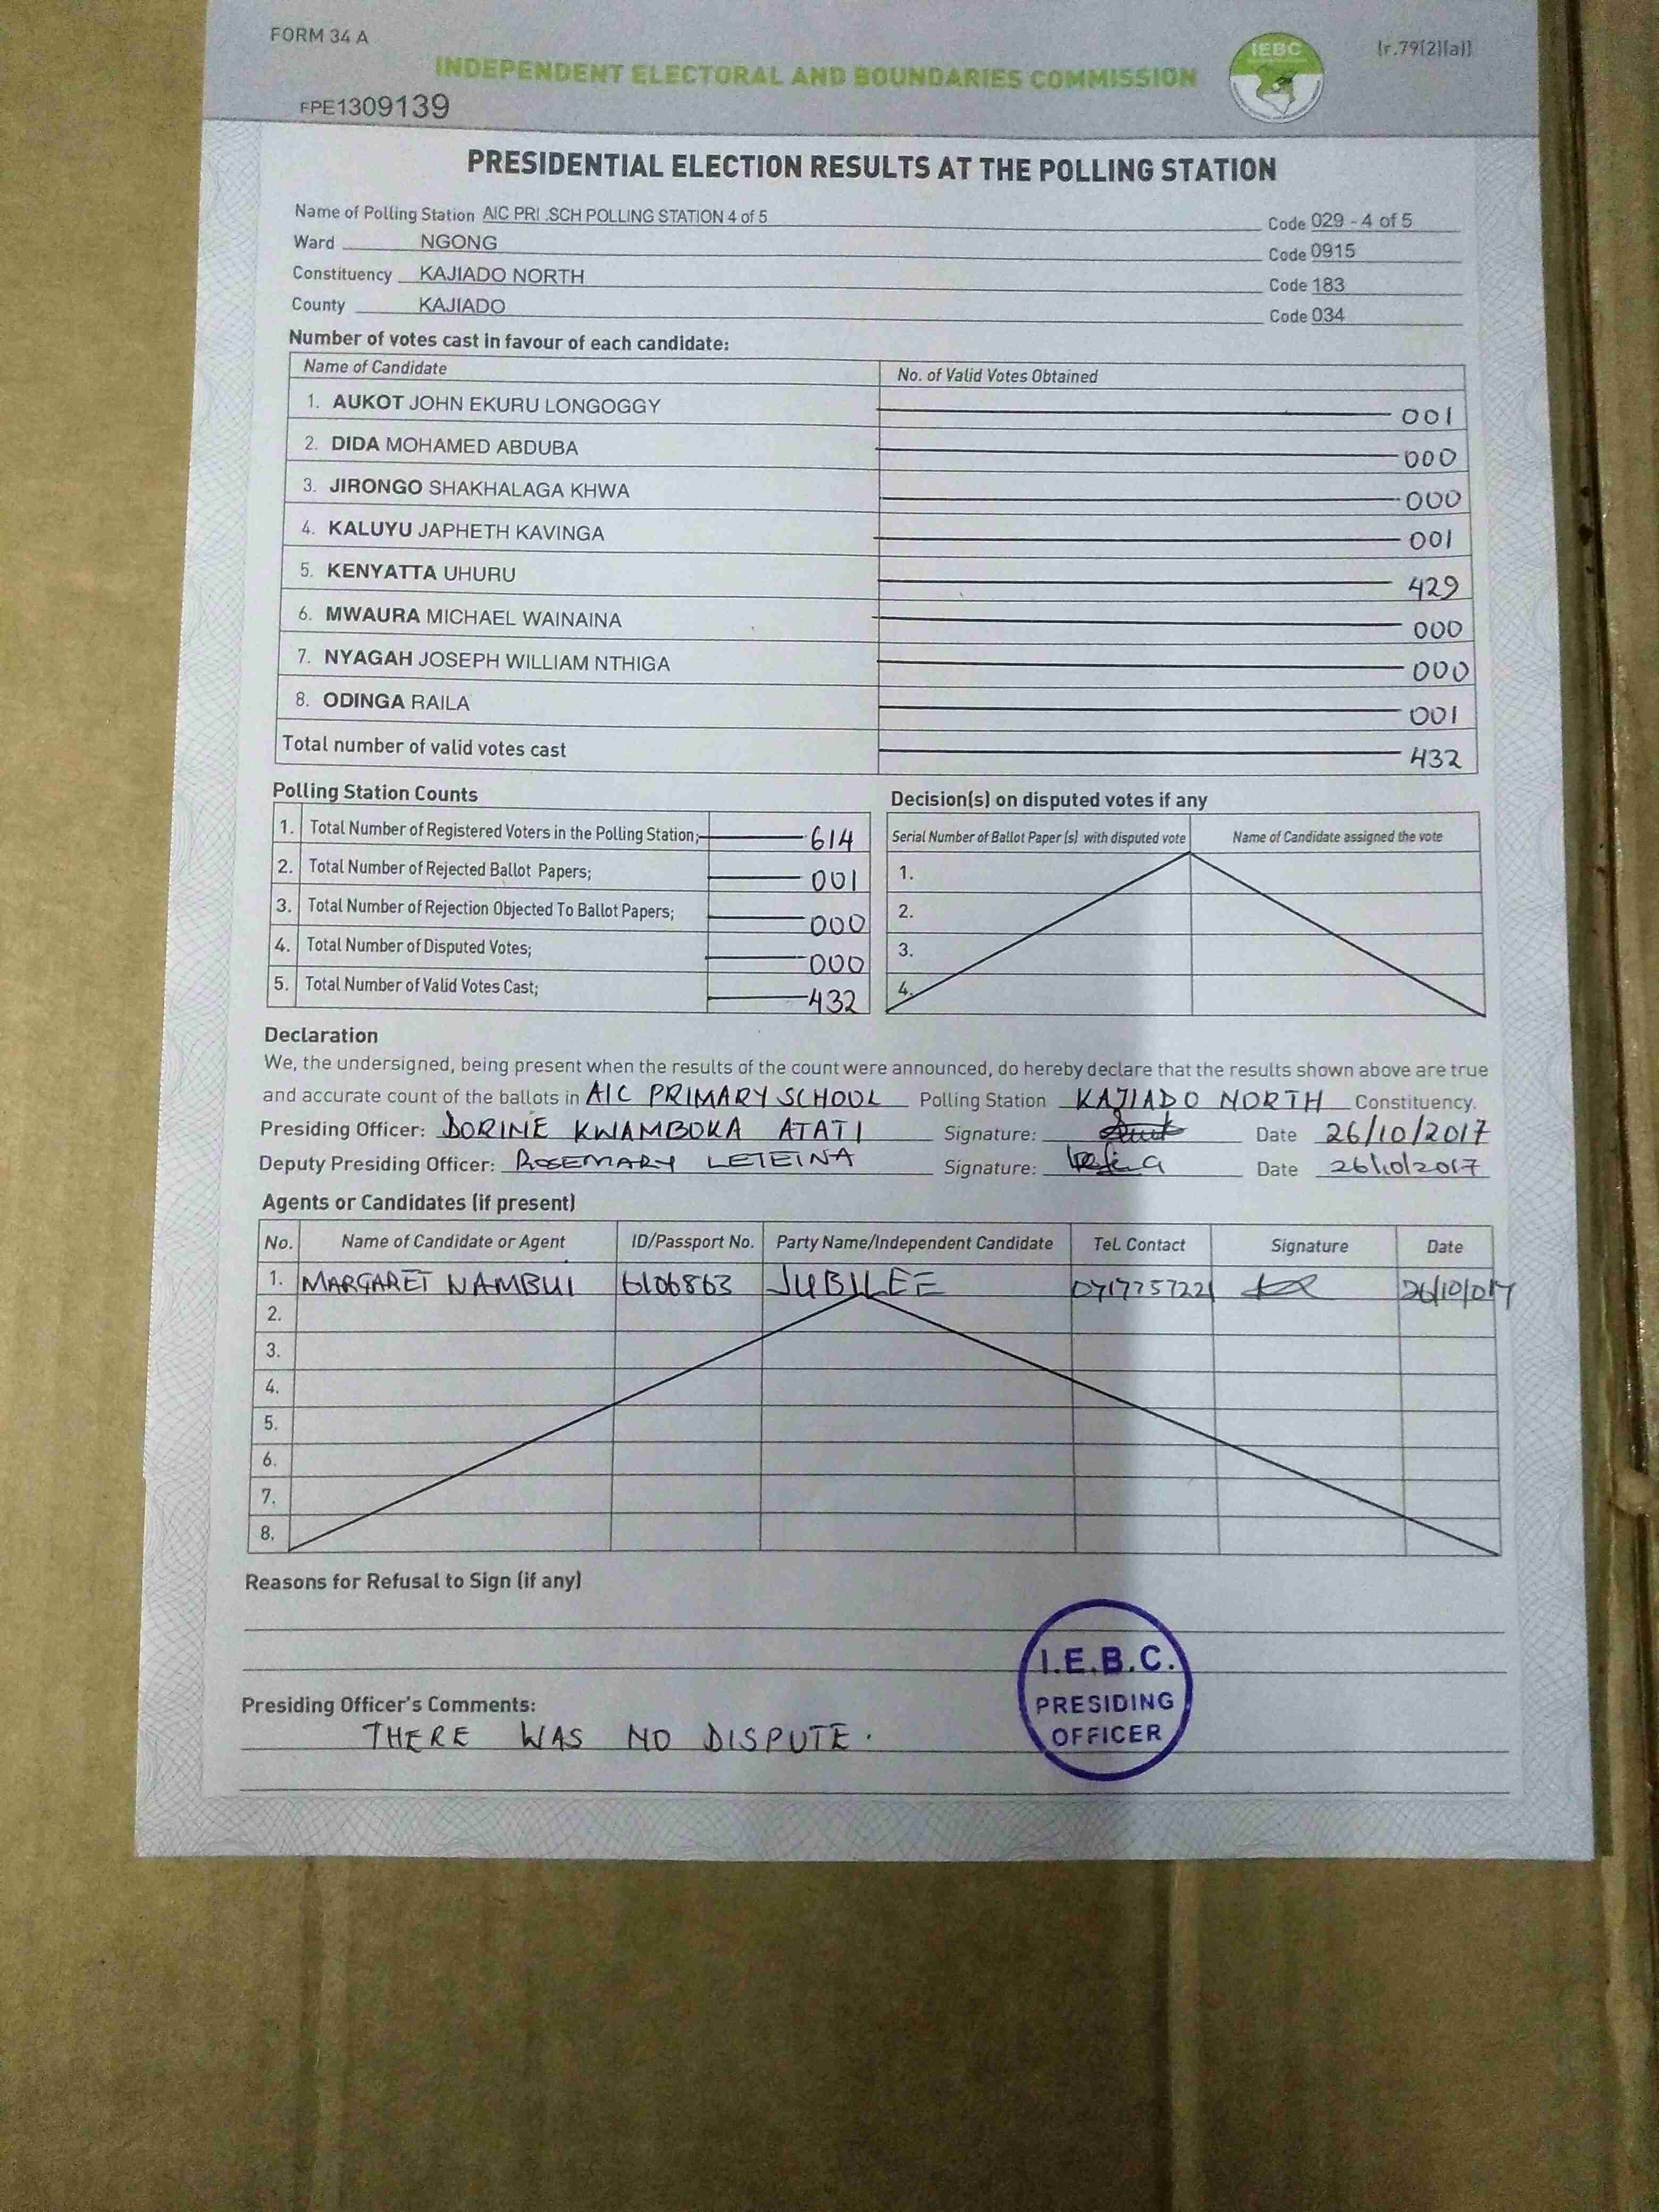 FORM 34 A
(r.79(2)(a))
INDEPENDENT ELECTORAL AND BOUNDARIES COMMISSION
IEBC
FPE1309139
PRESIDENTIAL ELECTION RESULTS AT THE POLLING STATION
Name of Polling Station AIC PRI .SCH POLLING STATION 4 of 5 Code 029 - 4 of 5
Ward NGONG Code 0915
Constituency KAJIADO NORTH Code 183
County KAJIADO Code 034
Number of votes cast in favour of each candidate:
Name of Candidate No. of Valid Votes Obtained
1. AUKOT JOHN EKURU LONGOGGY 001
2. DIDA MOHAMED ABDUBA 000
3. JIRONGO SHAKHALAGA KHWA 000
4. KALUYU JAPHETH KAVINGA 001
5. KENYATTA UHURU 429
6. MWAURA MICHAEL WAINAINA 000
7. NYAGAH JOSEPH WILLIAM NTHIGA 000
8. ODINGA RAILA 001
Total number of valid votes cast 432
Polling Station Counts
1. Total Number of Registered Voters in the Polling Station; 614
2. Total Number of Rejected Ballot Papers; 001
3. Total Number of Rejection Objected To Ballot Papers; 000
4. Total Number of Disputed Votes; 000
5. Total Number of Valid Votes Cast; 432
Decision(s) on disputed votes if any
Serial Number of Ballot Paper (s) with disputed vote Name of Candidate assigned the vote
1.
2.
3.
4.
Declaration
We, the undersigned, being present when the results of the count were announced, do hereby declare that the results shown above are true
and accurate count of the ballots in AIC PRIMARY SCHOOL Polling Station KAJIADO NORTH Constituency.
Presiding Officer: DORINE KWAMBOKA ATATI Signature: Date 26/10/2017
Deputy Presiding Officer: ROSEMARY LETEINA Signature: Date 26/10/2017
Agents or Candidates (if present)
No. Name of Candidate or Agent ID/Passport No. Party Name/Independent Candidate Tel. Contact Signature Date
1. MARGARET NAMBUI 6106863 JUBILEE 0717757221 26/10/017
2.
3.
4.
5.
6.
7.
8.
Reasons for Refusal to Sign (if any)
Presiding Officer's Comments:
THERE WAS NO DISPUTE.
I.E.B.C.
PRESIDING
OFFICER